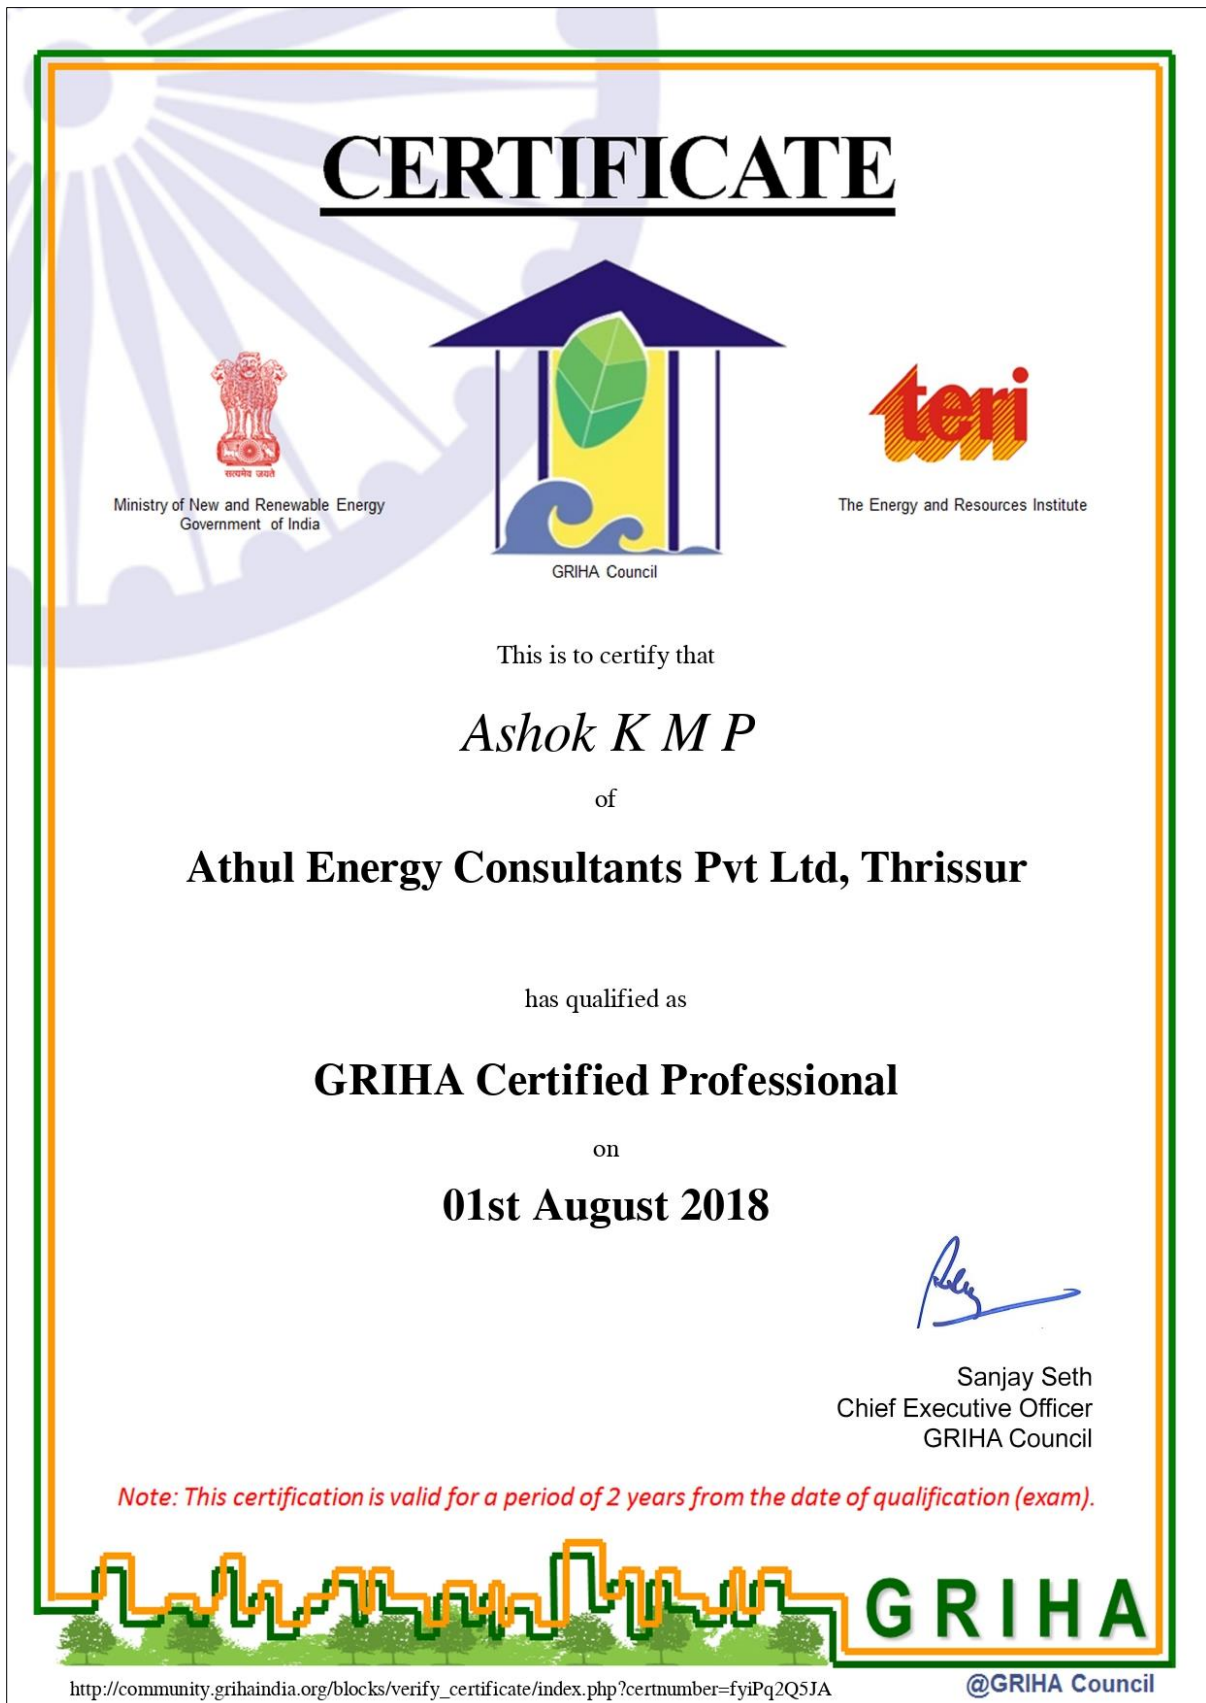 CERTIFICATE
सत्यमेव जयते
teri
Ministry of New and Renewable Energy
Government of India
The Energy and Resources Institute
GRIHA Council
This is to certify that
Ashok K M P
of
Athul Energy Consultants Pvt Ltd, Thrissur
has qualified as
GRIHA Certified Professional
on
01st August 2018
Sanjay Seth
Chief Executive Officer
GRIHA Council
Note: This certification is valid for a period of 2 years from the date of qualification (exam).
GRIHA
http://community.grihaindia.org/blocks/verify_certificate/index.php?certnumber=fyiPq2Q5JA
@GRIHA Council